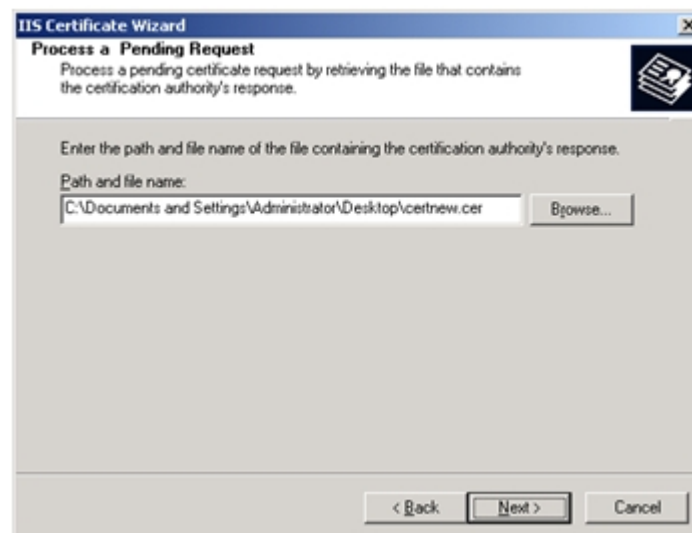 IIS Certificate Wizard
Process a Pending Request
Process a pending certificate request by retrieving the file that contains
the certification authority's response.
Enter the path and file name of the file containing the certification authority's response.
Path and file name:
C:\Documents and Settings\Administrator\Desktop\certnew.cer
Browse...
< Back
Next >
Cancel